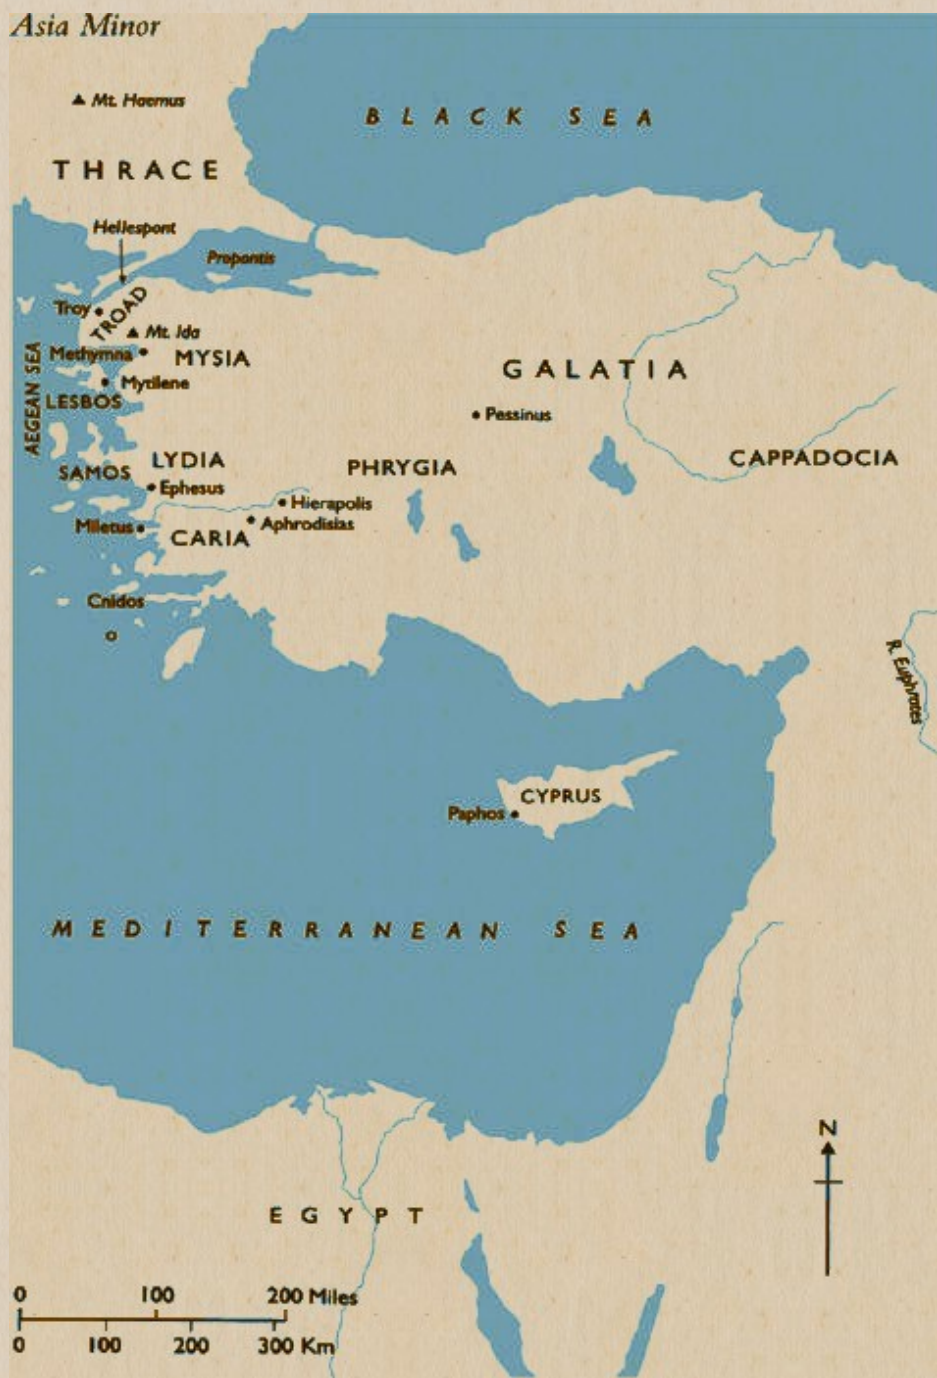 Asia Minor
Mt. Haemus
BLACK SEA
THRACE
Hellespont
Propontis
Troy
TROAD
Mt. Ida
Methymna
MYSIA
GALATIA
AEGEAN SEA
Mytilene
LESBOS
Pessinus
CAPPADOCIA
LYDIA
PHRYGIA
SAMOS
Ephesus
Hierapolis
Aphrodisias
Miletus
CARIA
Cnidos
R. Euphrates
CYPRUS
Paphos
MEDITERRANEAN SEA
N
EGYPT
0 100 200 Miles
0 100 200 300 Km